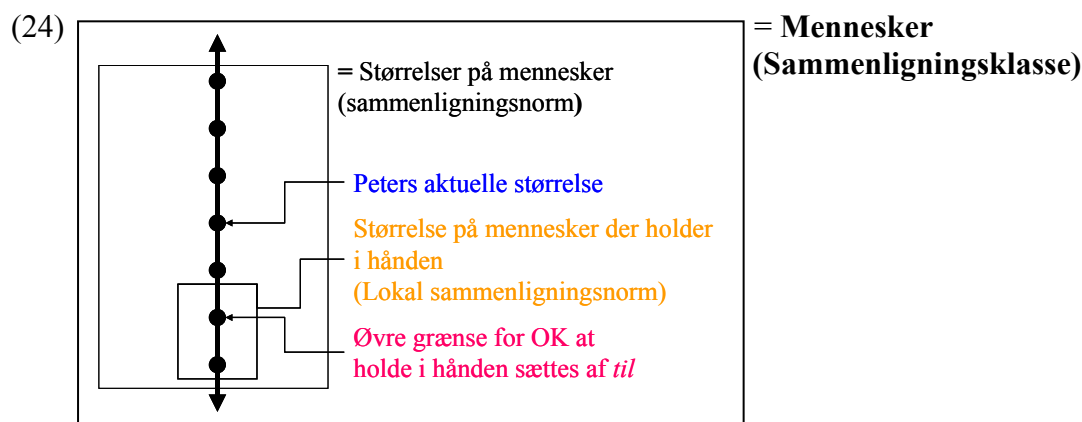 (24)
= Mennesker
(Sammenligningsklasse)
= Størrelser på mennesker
(sammenligningsnorm)
Peters aktuelle størrelse
Størrelse på mennesker der holder
i hånden
(Lokal sammenligningsnorm)
Øvre grænse for OK at
holde i hånden sættes af til